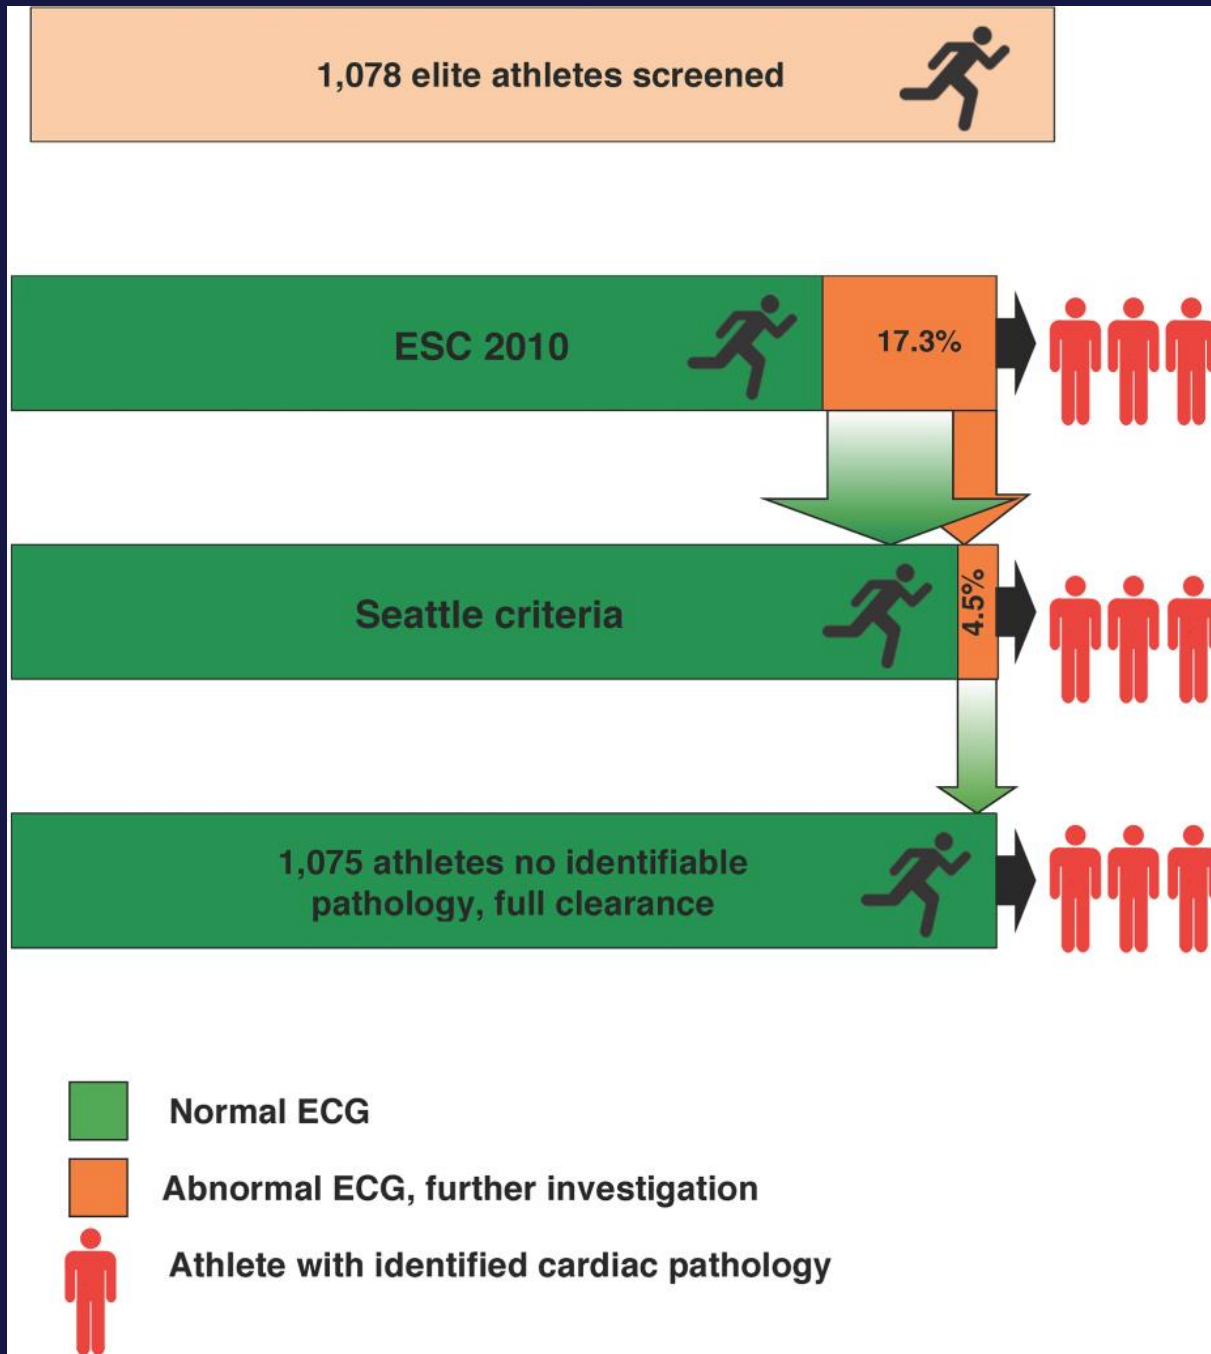 1,078 elite athletes screened
ESC 2010
17.3%
Seattle criteria
4.5%
1,075 athletes no identifiable
pathology, full clearance
Normal ECG
Abnormal ECG, further investigation
Athlete with identified cardiac pathology